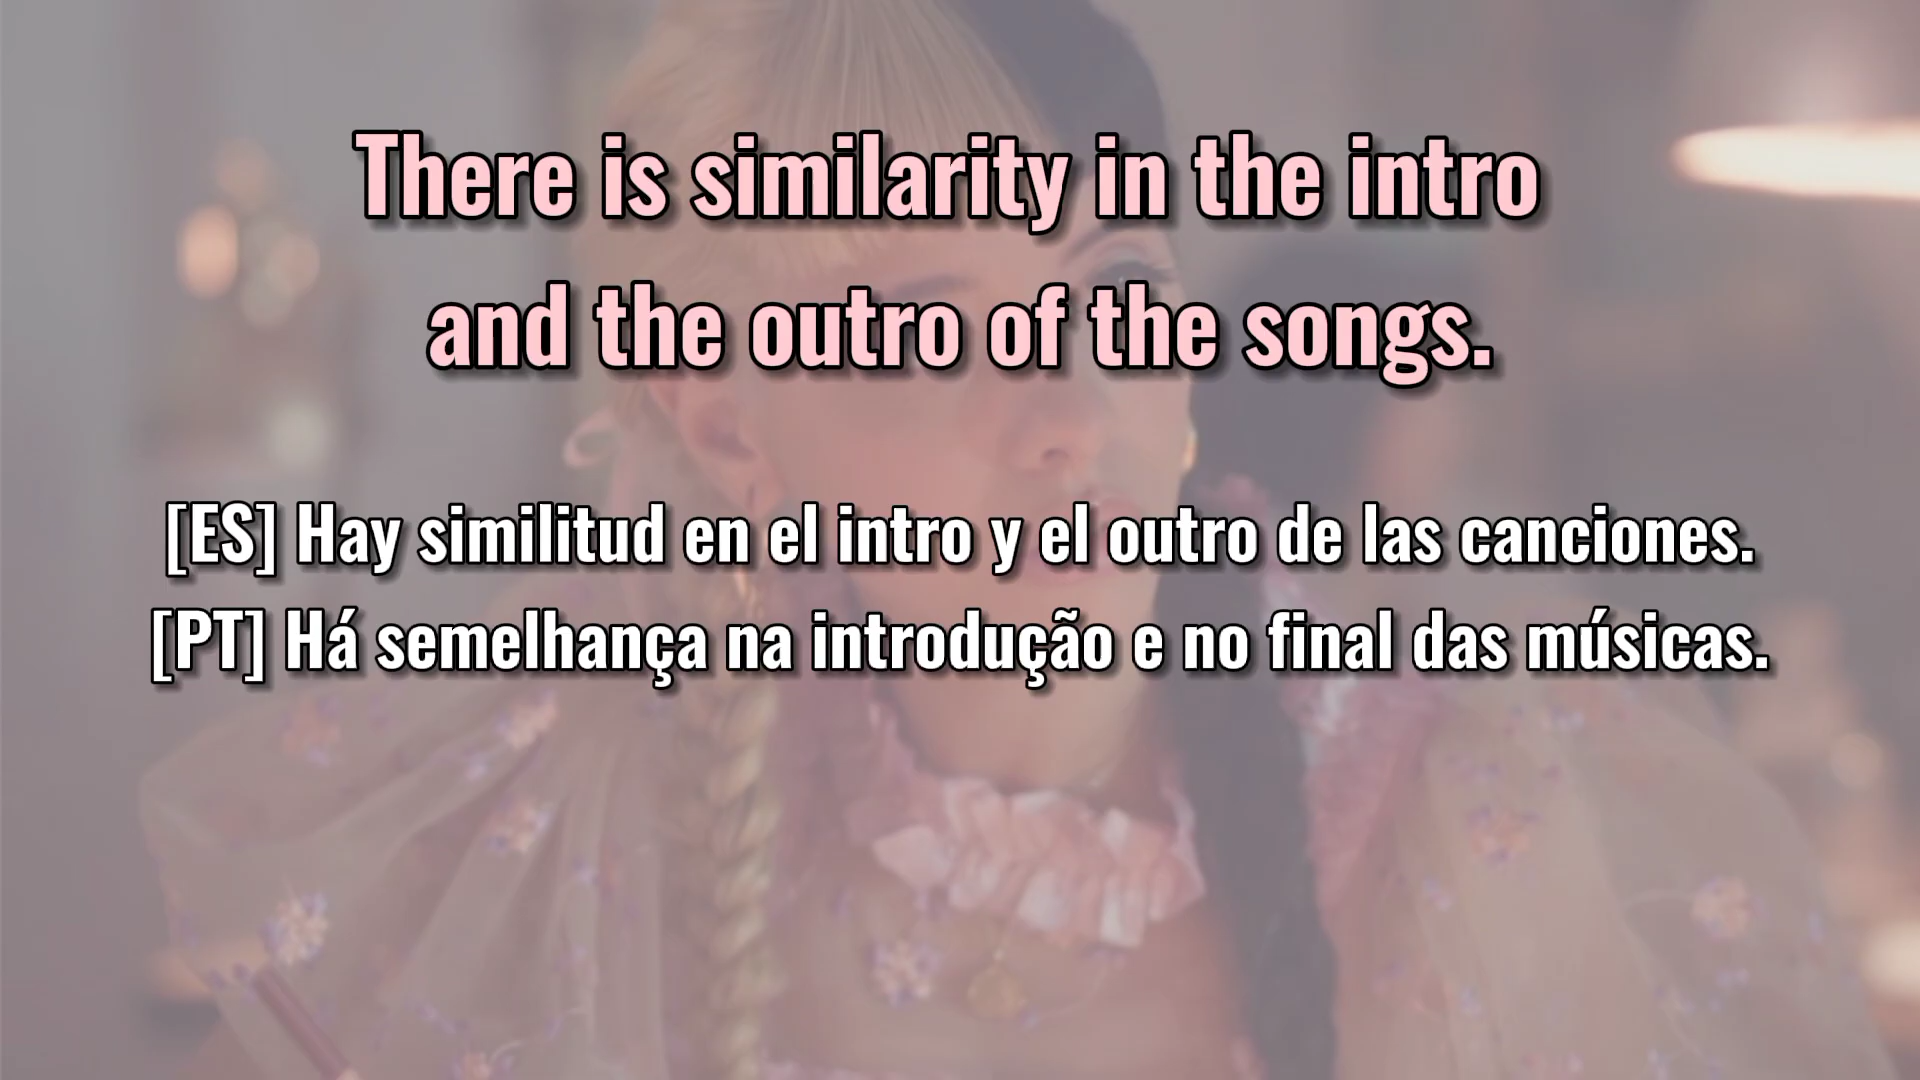 There is similarity in the intro
and the outro of the songs.
[ES] Hay similitud en el intro y el outro de las canciones.
[PT] Há semelhança na introdução e no final das músicas.